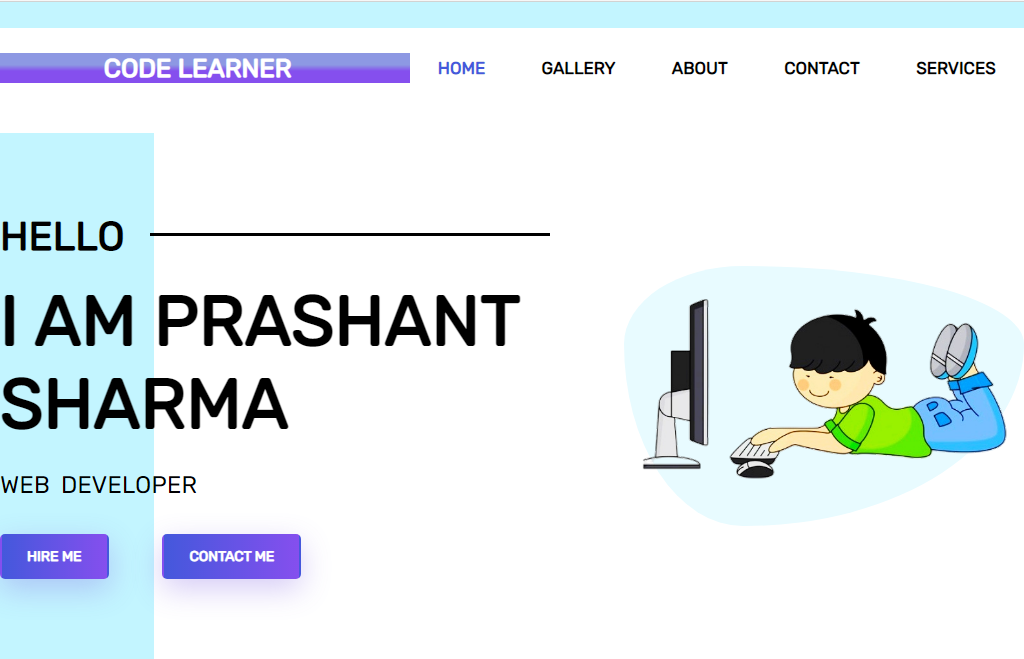 CODE LEARNER
HOME GALLERY ABOUT CONTACT SERVICES
HELLO
I AM PRASHANT
SHARMA
WEB DEVELOPER
HIRE ME
CONTACT ME